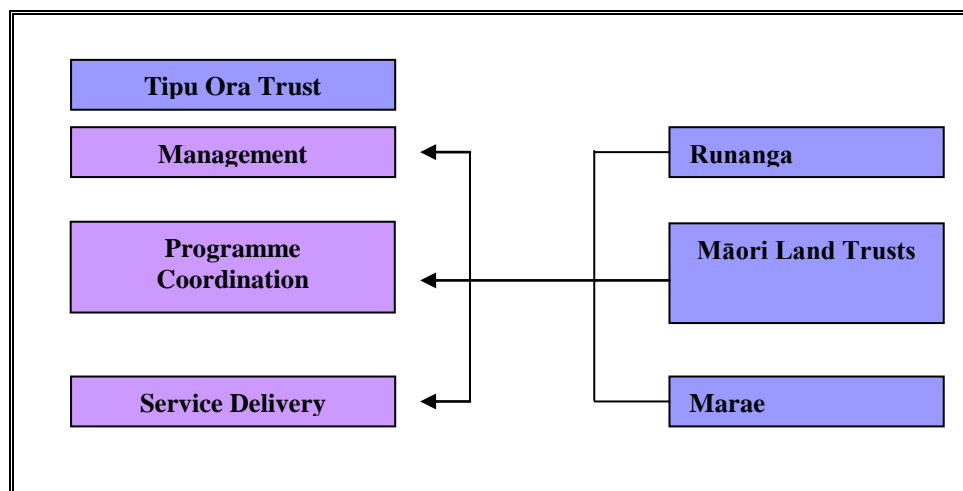 Tipu Ora Trust
Management
Runanga
Programme
Coordination
Māori Land Trusts
Service Delivery
Marae